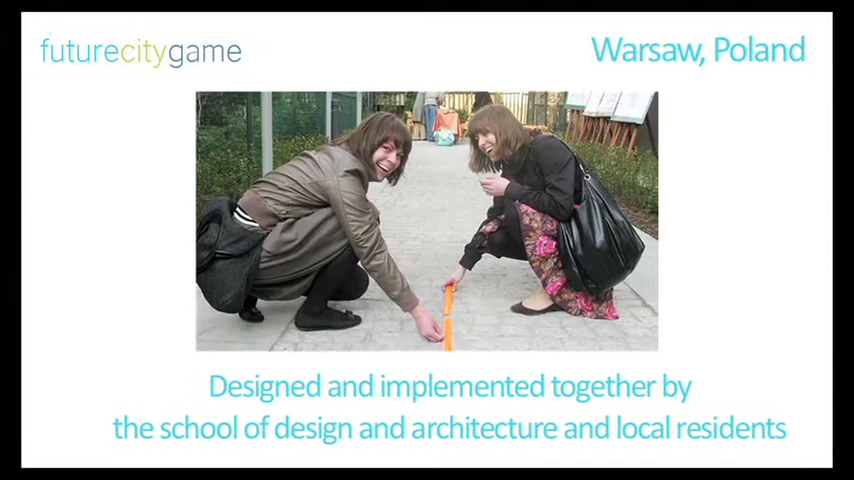 futurecitygame
Warsaw, Poland
Designed and implemented together by
the school of design and architecture and local residents